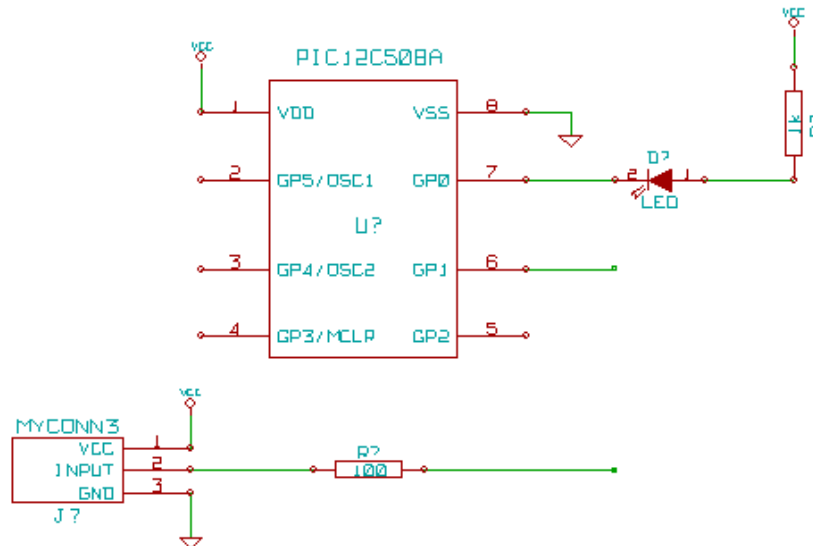 VCC
VCC
PIC12C508A
1 VDD VSS 8
1k
2 GP5/OSC1 GP0 7
D?
2 1
LED
U?
3 GP4/OSC2 GP1 6
4 GP3/MCLR GP2 5
VCC
MYCONN3
VCC 1
INPUT 2
GND 3
J?
R?
100